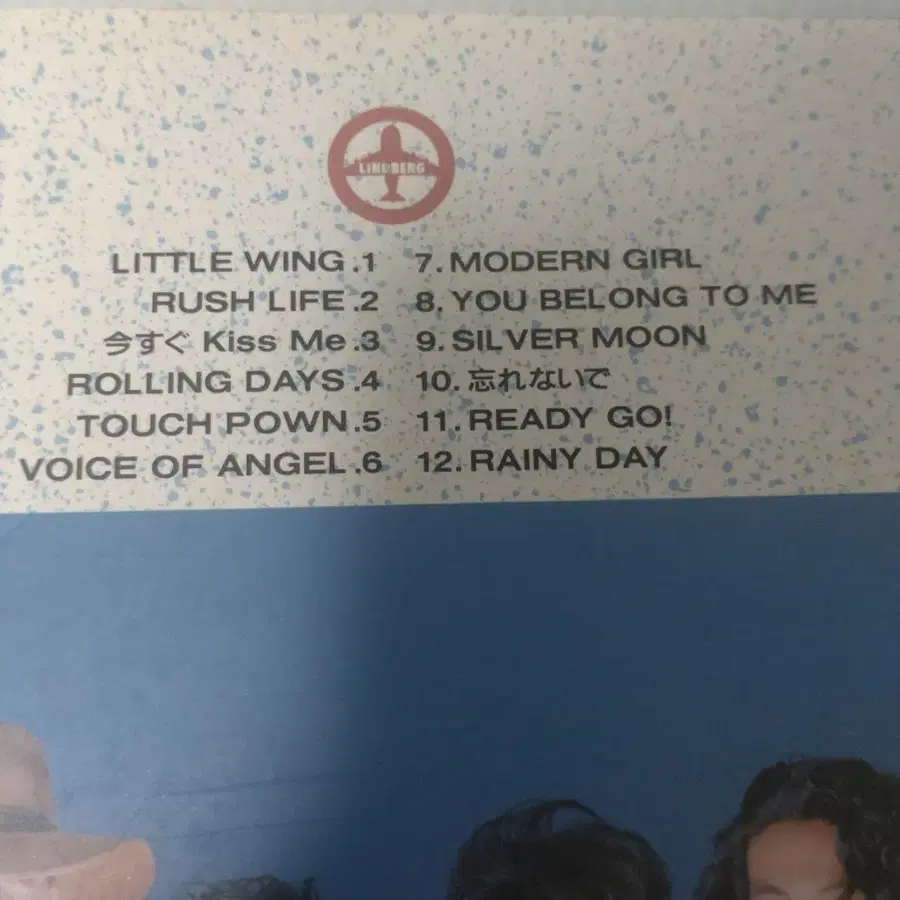 LINDBERG
LITTLE WING.1
RUSH LIFE.2
今すぐ Kiss Me.3
ROLLING DAYS.4
TOUCH POWN.5
VOICE OF ANGEL.6
7.MODERN GIRL
8.YOU BELONG TO ME
9.SILVER MOON
10.忘れないで
11.READY GO!
12.RAINY DAY